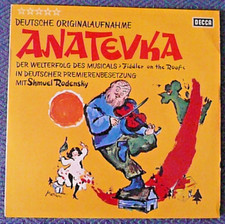 DEUTSCHE ORIGINALAUFNAHME
DECCA
ANATEVKA
DER WELTERFOLG DES MUSICALS »Fiddler on the Roof«
IN DEUTSCHER PREMIERENBESETZUNG
MIT Shmuel Rodensky